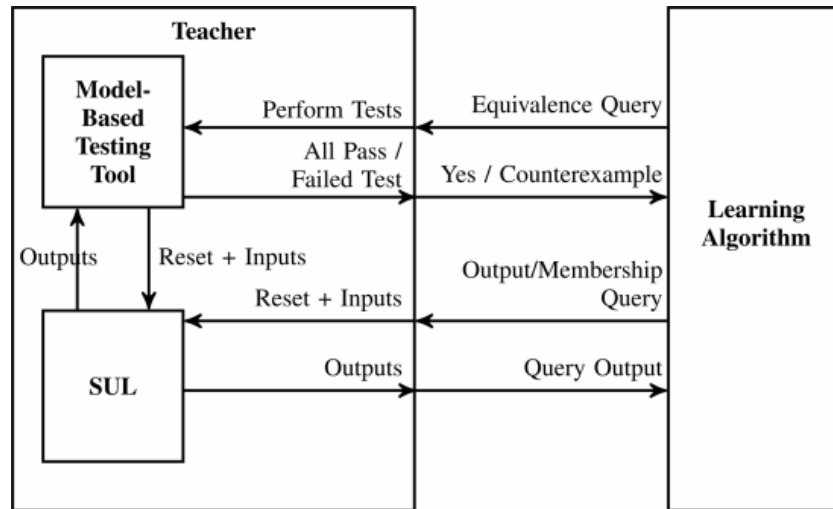 Teacher
Model-
Based
Testing
Tool
Perform Tests
Equivalence Query
All Pass /
Failed Test
Yes / Counterexample
Learning
Algorithm
Outputs
Reset + Inputs
Output/Membership
Query
Reset + Inputs
SUL
Outputs
Query Output